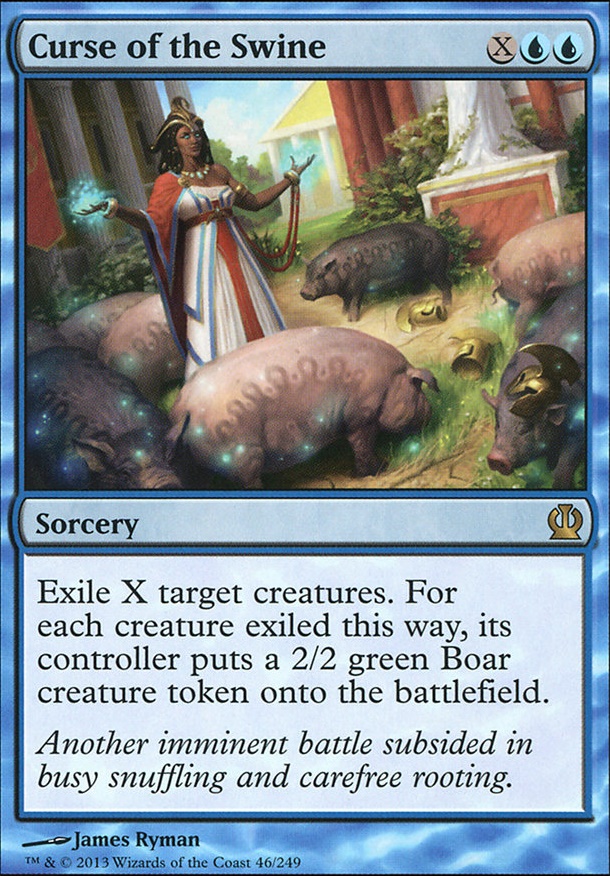 Curse of the Swine X
Sorcery
Exile X target creatures. For
each creature exiled this way, its
controller puts a 2/2 green Boar
creature token onto the battlefield.
Another imminent battle subsided in
busy snuffling and carefree rooting.
James Ryman
™ & © 2013 Wizards of the Coast 46/249